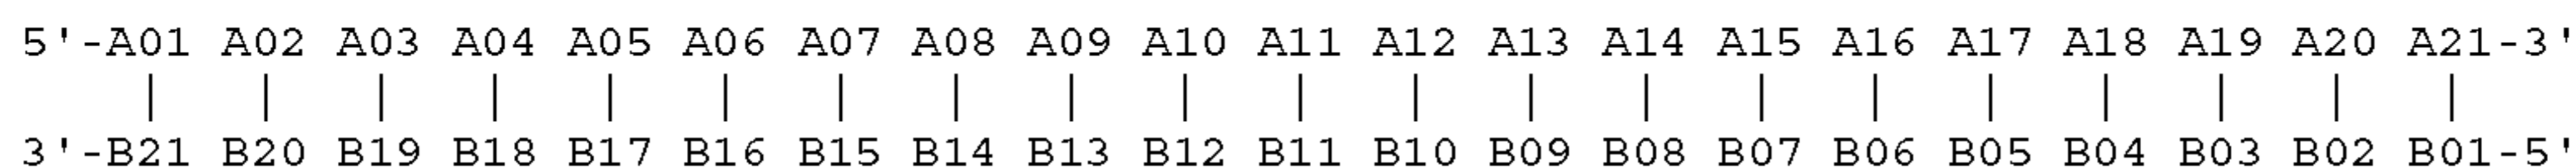 5'-A01 A02 A03 A04 A05 A06 A07 A08 A09 A10 A11 A12 A13 A14 A15 A16 A17 A18 A19 A20 A21-3'
| | | | | | | | | | | | | | | | | | | | |
3'-B21 B20 B19 B18 B17 B16 B15 B14 B13 B12 B11 B10 B09 B08 B07 B06 B05 B04 B03 B02 B01-5'